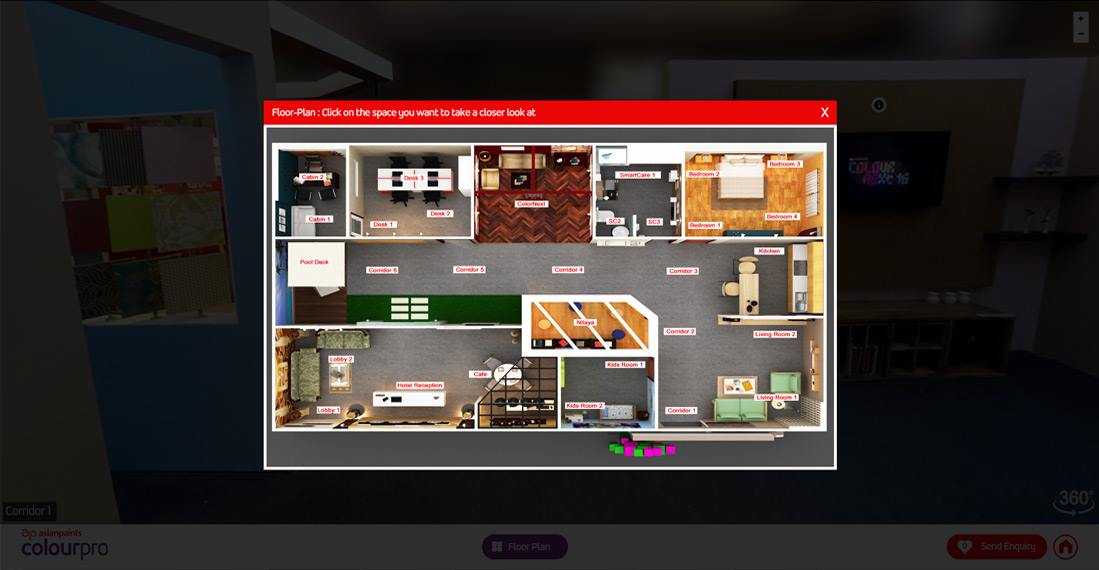 Floor-Plan : Click on the space you want to take a closer look at
X
+
-
i
COLOUR
NEXT 16
Cabin 2
Cabin 1
Desk 3
Desk 1
Desk 2
ColorNext
SmartCare 1
SC2
SC3
Bedroom 2
Bedroom 3
Bedroom 1
Bedroom 4
Pool Deck
Corridor 6
Corridor 5
Corridor 4
Corridor 3
Kitchen
Nilaya
Corridor 2
Living Room 2
Lobby 2
Cafe
Kids Room 1
Hotel Reception
Living Room 1
Lobby 1
Kids Room 2
Corridor 1
Corridor 1
360°
asianpaints
colourpro
Floor Plan
0
Send Enquiry